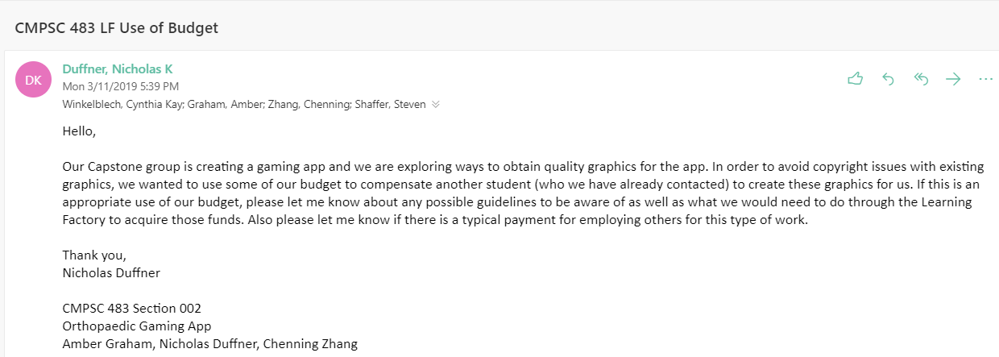 CMPSC 483 LF Use of Budget
DK
Duffner, Nicholas K
Mon 3/11/2019 5:39 PM
Winkelblech, Cynthia Kay; Graham, Amber; Zhang, Chenning; Shaffer, Steven
Hello,
Our Capstone group is creating a gaming app and we are exploring ways to obtain quality graphics for the app. In order to avoid copyright issues with existing
graphics, we wanted to use some of our budget to compensate another student (who we have already contacted) to create these graphics for us. If this is an
appropriate use of our budget, please let me know about any possible guidelines to be aware of as well as what we would need to do through the Learning
Factory to acquire those funds. Also please let me know if there is a typical payment for employing others for this type of work.
Thank you,
Nicholas Duffner
CMPSC 483 Section 002
Orthopaedic Gaming App
Amber Graham, Nicholas Duffner, Chenning Zhang